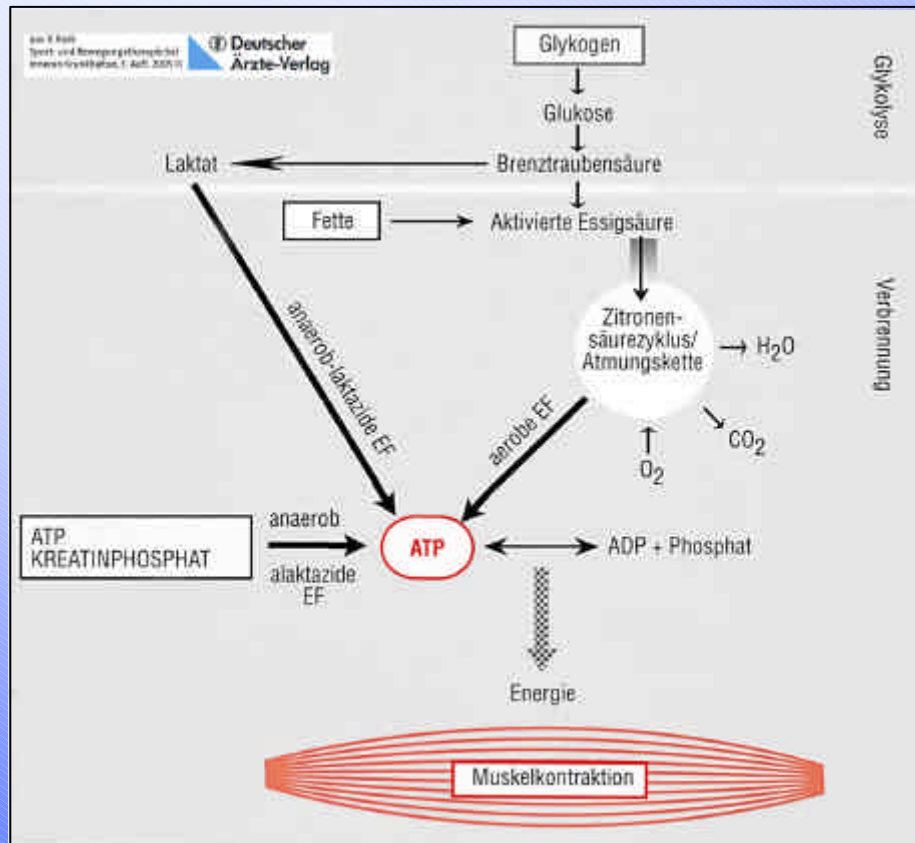 Deutscher
Ärzte-Verlag
Glykogen
Glykolyse
Glukose
Laktat
Brenztraubensäure
Fette
Aktivierte Essigsäure
Verbrennung
Zitronen-
säurezyklus/
Atmungskette
H2O
CO2
O2
anaerob-laktazide EF
aerobe EF
ATP
KREATINPHOSPHAT
anaerob
alaktazide
EF
ATP
ADP + Phosphat
Energie
Muskelkontraktion